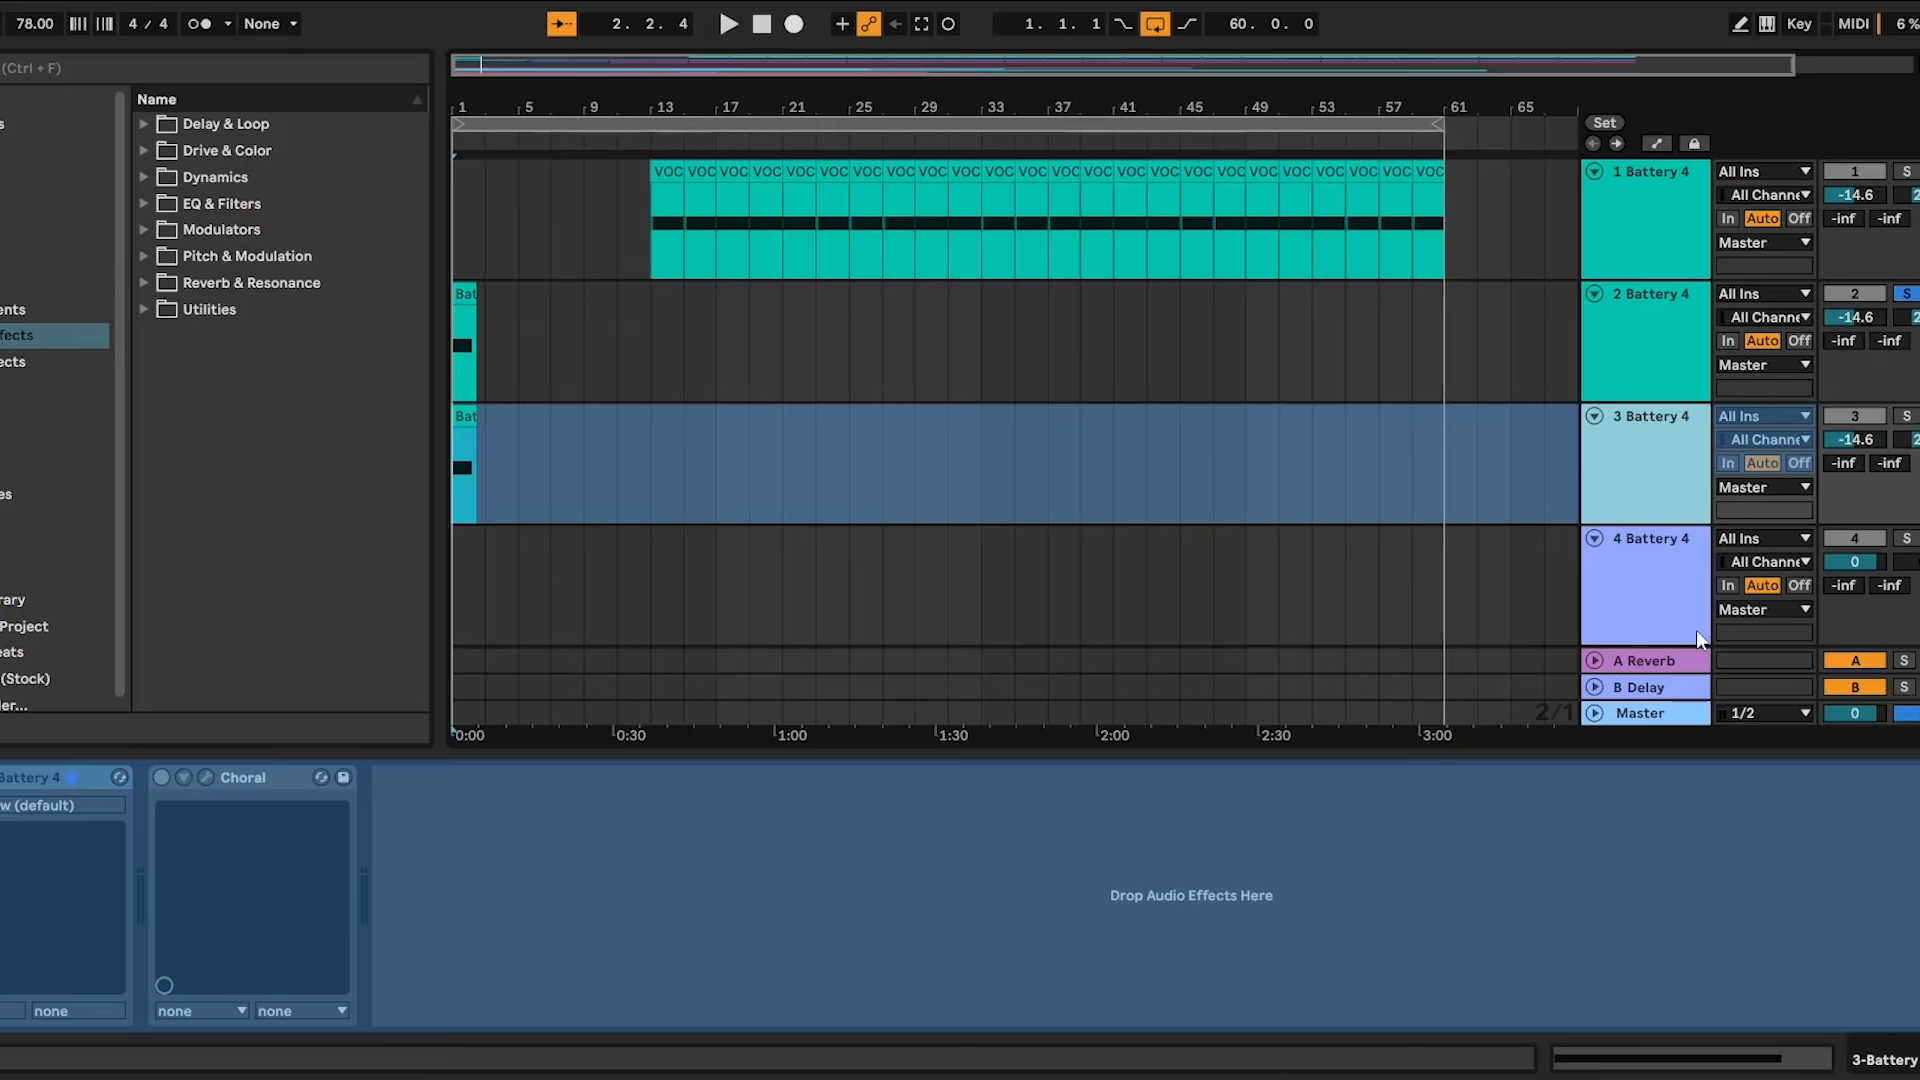 78.00 4 / 4 None 2. 2. 4 1. 1. 1 60. 0. 0 Key MIDI 6 %
(Ctrl + F)
Name
Delay & Loop
Drive & Color
Dynamics
EQ & Filters
Modulators
Pitch & Modulation
Reverb & Resonance
Utilities
s
ents
fects
ects
es
rary
Project
eats
(Stock)
ler...
1 5 9 13 17 21 25 29 33 37 41 45 49 53 57 61 65
Set
VOC VOC VOC VOC VOC VOC VOC VOC VOC VOC VOC VOC VOC VOC VOC VOC VOC VOC VOC VOC VOC VOC VOC VOC
1 Battery 4 All Ins 1 S
All Channe -14.6 2
In Auto Off -inf -inf
Master
Bat
2 Battery 4 All Ins 2 S
All Channe -14.6 2
In Auto Off -inf -inf
Master
Bat
3 Battery 4 All Ins 3 S
All Channe -14.6 2
In Auto Off -inf -inf
Master
4 Battery 4 All Ins 4 S
All Channe 0
In Auto Off -inf -inf
Master
A Reverb A S
B Delay B S
2/1 Master 1/2 0
0:00 0:30 1:00 1:30 2:00 2:30 3:00
Battery 4 Choral
w (default)
Drop Audio Effects Here
none none none
3-Battery